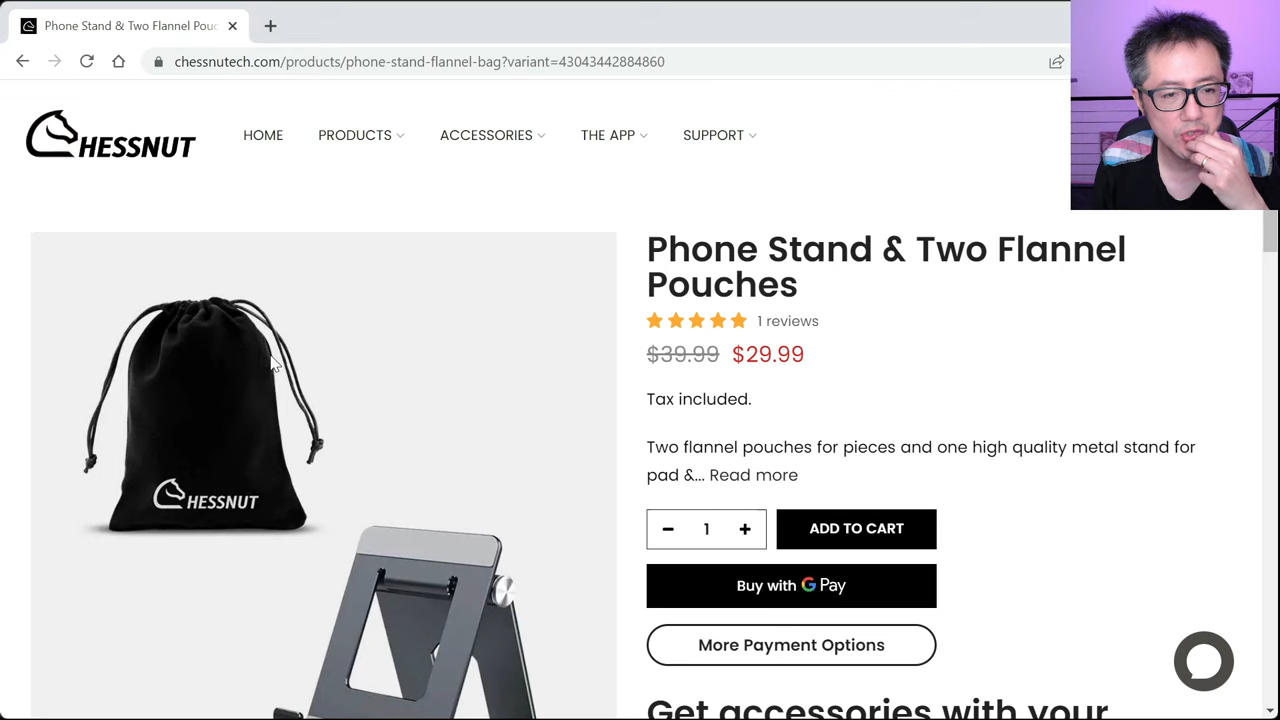 Phone Stand & Two Flannel Pouc
chessnutech.com/products/phone-stand-flannel-bag?variant=43043442884860
HESSNUT
HOME
PRODUCTS
ACCESSORIES
THE APP
SUPPORT
Phone Stand & Two Flannel
Pouches
1 reviews
$39.99 $29.99
Tax included.
Two flannel pouches for pieces and one high quality metal stand for
pad &... Read more
1
ADD TO CART
Buy with G Pay
More Payment Options
Get accessories with your
HESSNUT